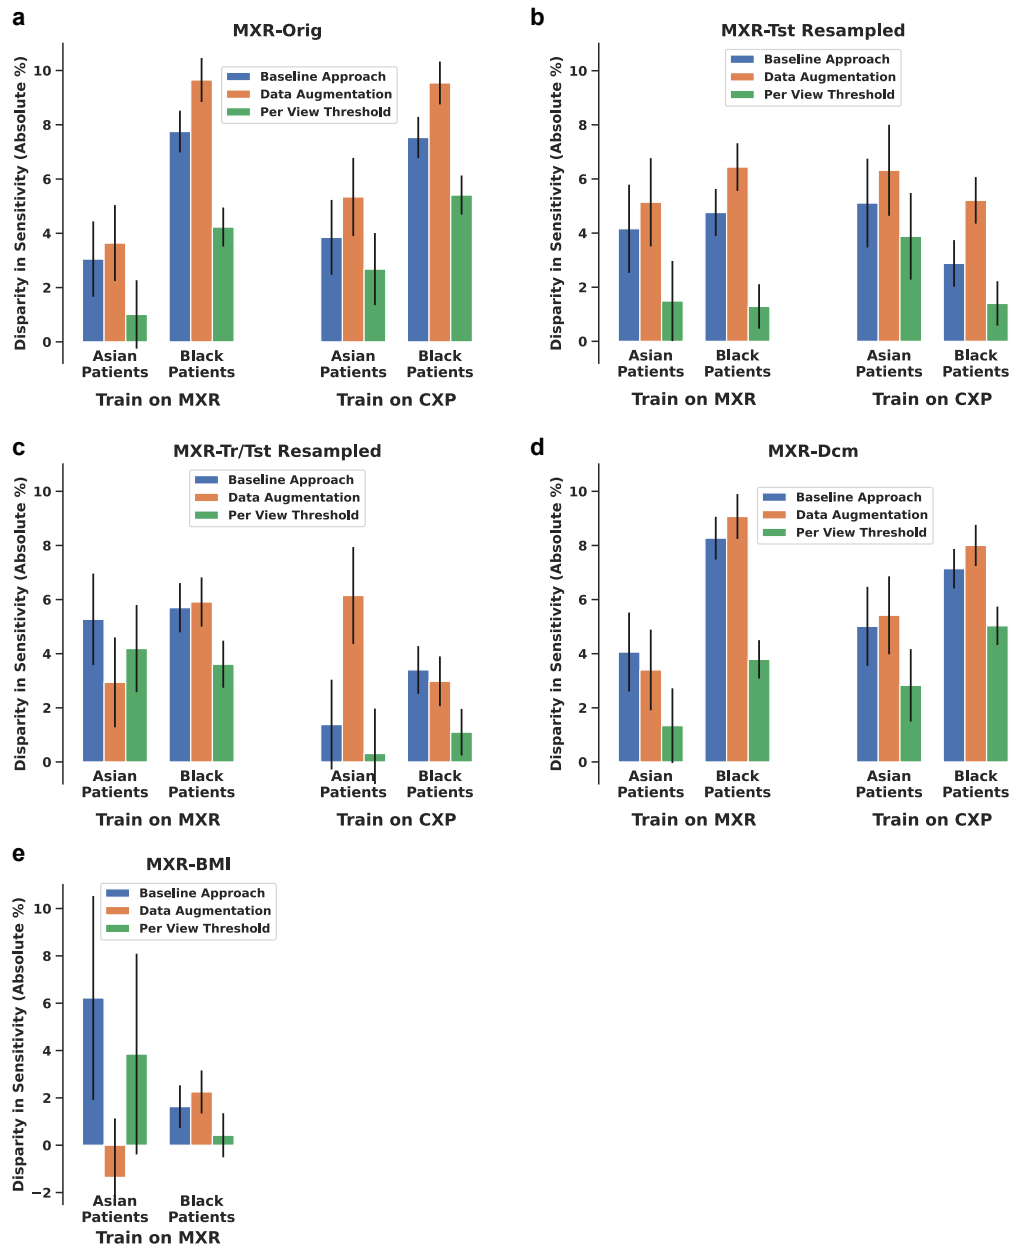 a
MXR-Orig
Disparity in Sensitivity (Absolute %)
10
8
6
4
2
0
Baseline Approach
Data Augmentation
Per View Threshold
Asian Patients
Black Patients
Asian Patients
Black Patients
Train on MXR
Train on CXP
b
MXR-Tst Resampled
Disparity in Sensitivity (Absolute %)
10
8
6
4
2
0
Baseline Approach
Data Augmentation
Per View Threshold
Asian Patients
Black Patients
Asian Patients
Black Patients
Train on MXR
Train on CXP
c
MXR-Tr/Tst Resampled
Disparity in Sensitivity (Absolute %)
10
8
6
4
2
0
Baseline Approach
Data Augmentation
Per View Threshold
Asian Patients
Black Patients
Asian Patients
Black Patients
Train on MXR
Train on CXP
d
MXR-Dcm
Disparity in Sensitivity (Absolute %)
10
8
6
4
2
0
Baseline Approach
Data Augmentation
Per View Threshold
Asian Patients
Black Patients
Asian Patients
Black Patients
Train on MXR
Train on CXP
e
MXR-BMI
Disparity in Sensitivity (Absolute %)
10
8
6
4
2
0
−2
Baseline Approach
Data Augmentation
Per View Threshold
Asian Patients
Black Patients
Train on MXR